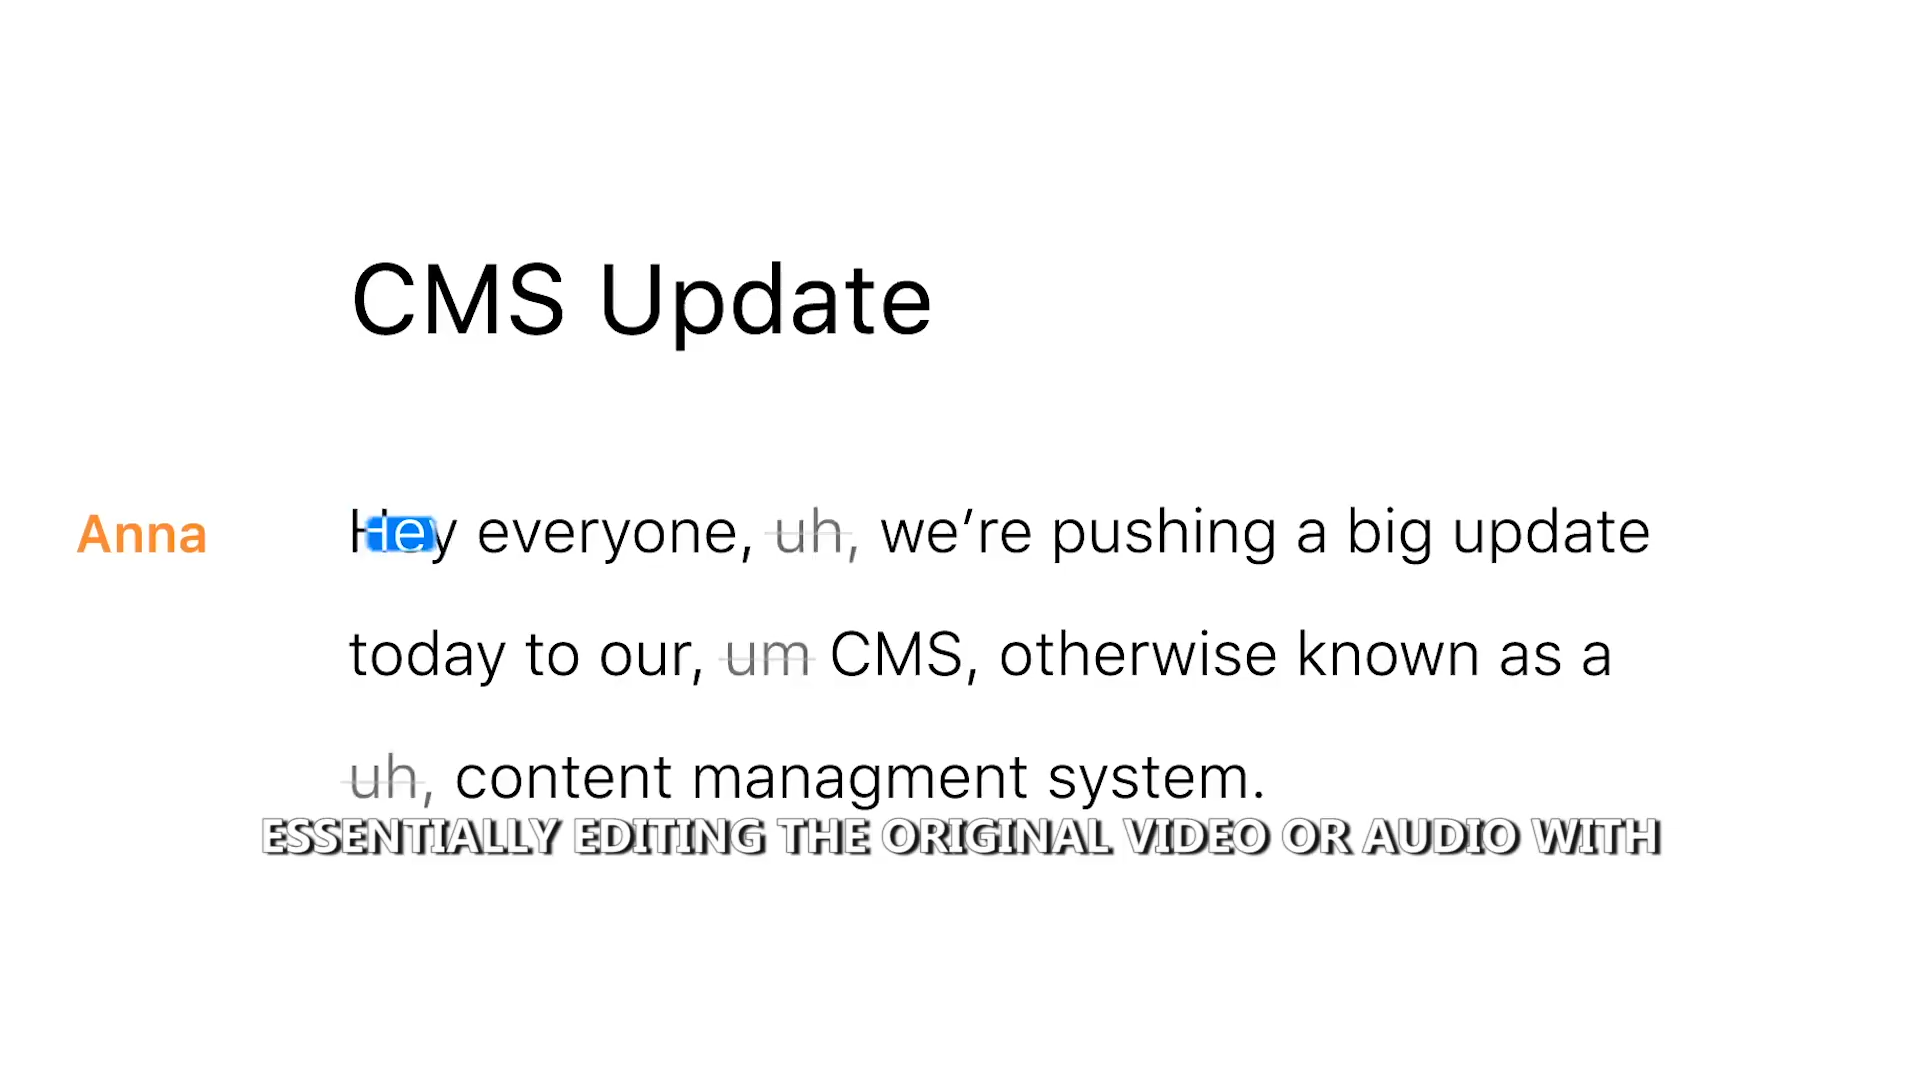 CMS Update
Anna
Hey everyone, uh, we’re pushing a big update
today to our, um CMS, otherwise known as a
uh, content managment system.
ESSENTIALLY EDITING THE ORIGINAL VIDEO OR AUDIO WITH